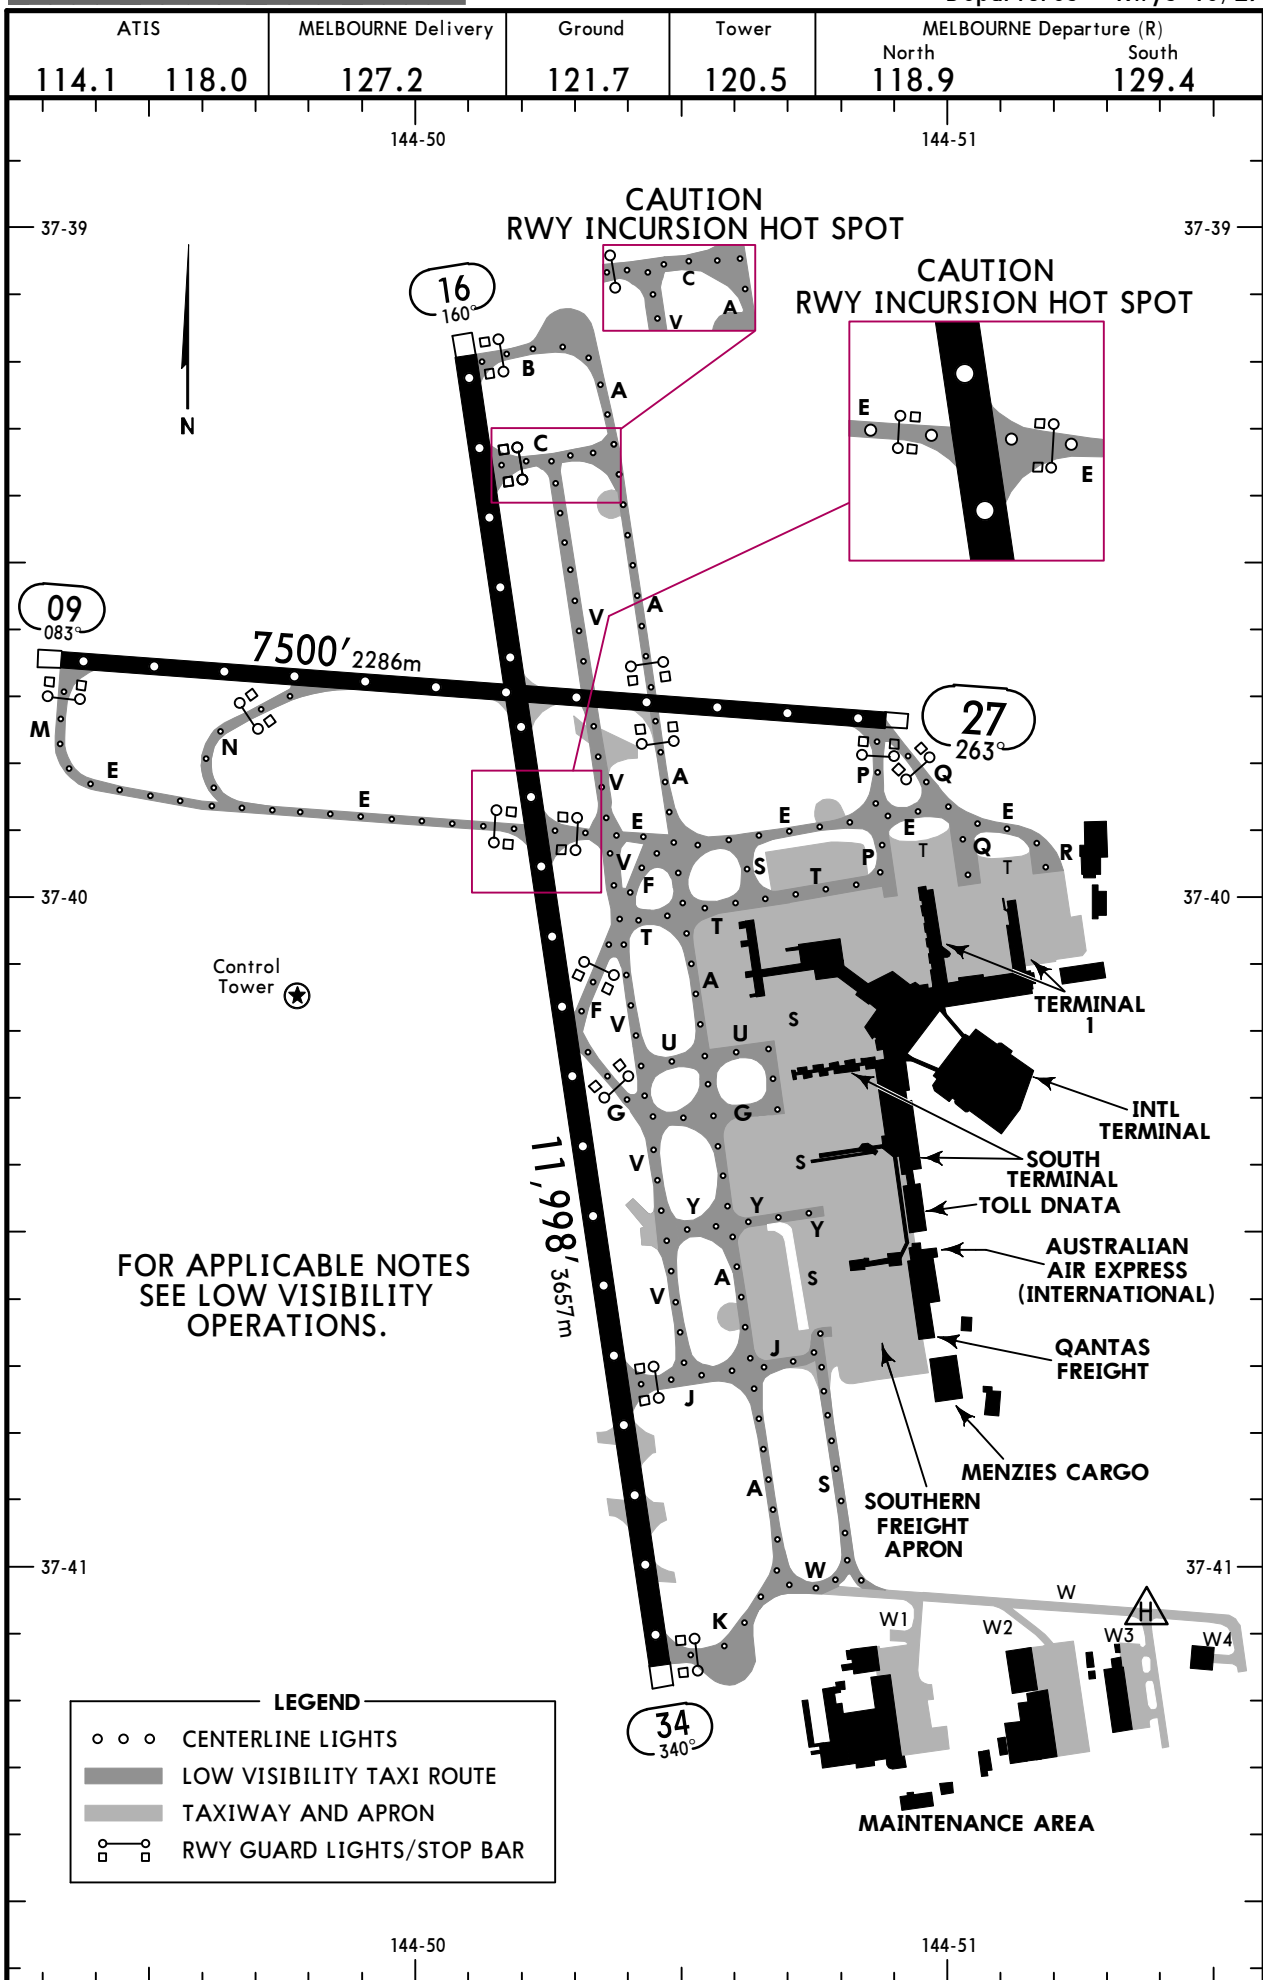 ATIS
MELBOURNE Delivery
Ground
Tower
MELBOURNE Departure (R)
North
South
114.1 118.0
127.2
121.7
120.5
118.9
129.4
144-50
144-51
CAUTION
RWY INCURSION HOT SPOT
37-39
37-39
C
A
V
CAUTION
RWY INCURSION HOT SPOT
E
E
16
160°
N
B
A
C
V
A
09
083°
7500′ 2286m
27
263°
M
N
E
E
V
A
P
Q
E
E
E
E
V
F
S
T
P
T
Q
T
R
37-40
37-40
T
T
Control
Tower
A
F
V
S
U
U
TERMINAL
1
G
G
INTL
TERMINAL
11,998′ 3657m
V
S
SOUTH
TERMINAL
TOLL DNATA
Y
Y
Y
FOR APPLICABLE NOTES
SEE LOW VISIBILITY
OPERATIONS.
V
A
S
AUSTRALIAN
AIR EXPRESS
(INTERNATIONAL)
J
J
QANTAS
FREIGHT
A
S
MENZIES CARGO
SOUTHERN
FREIGHT
APRON
37-41
37-41
W
W
H
K
W1
W2
W3
W4
34
340°
LEGEND
CENTERLINE LIGHTS
LOW VISIBILITY TAXI ROUTE
TAXIWAY AND APRON
RWY GUARD LIGHTS/STOP BAR
MAINTENANCE AREA
144-50
144-51